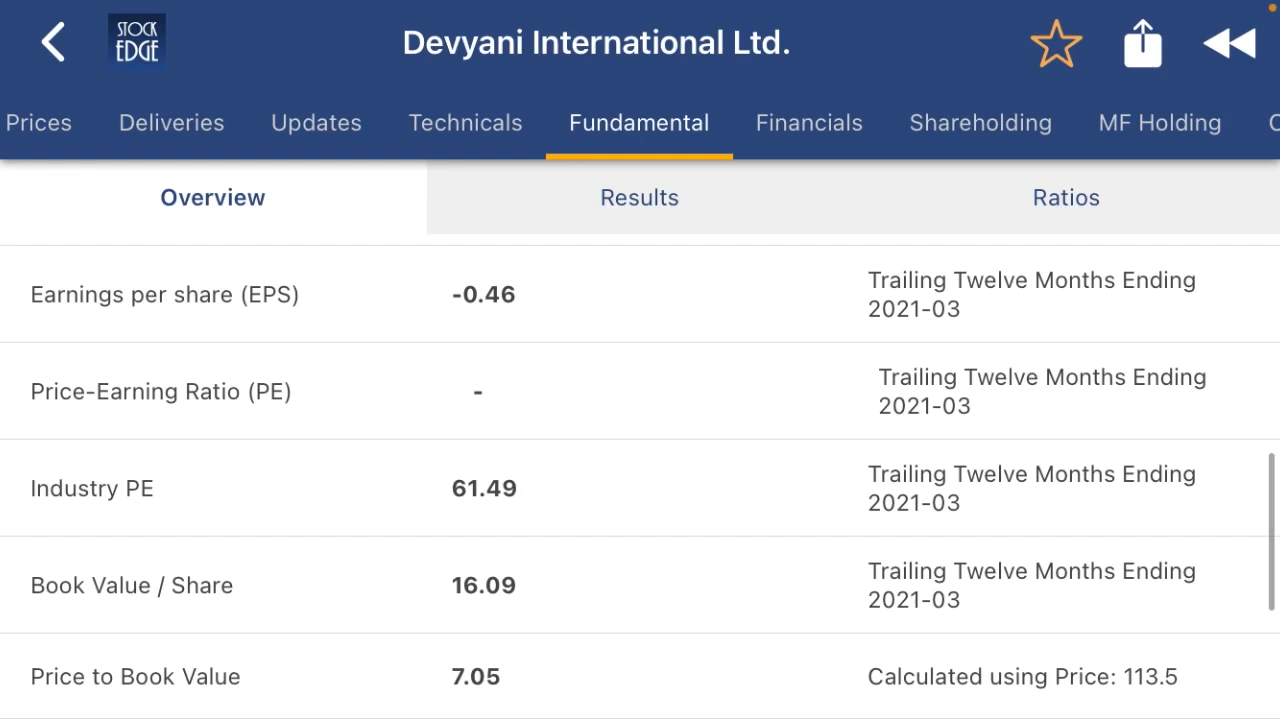 STOCK
EDGE
Devyani International Ltd.
Prices Deliveries Updates Technicals Fundamental Financials Shareholding MF Holding
Overview Results Ratios
Earnings per share (EPS) -0.46 Trailing Twelve Months Ending
2021-03
Price-Earning Ratio (PE) - Trailing Twelve Months Ending
2021-03
Industry PE 61.49 Trailing Twelve Months Ending
2021-03
Book Value / Share 16.09 Trailing Twelve Months Ending
2021-03
Price to Book Value 7.05 Calculated using Price: 113.5